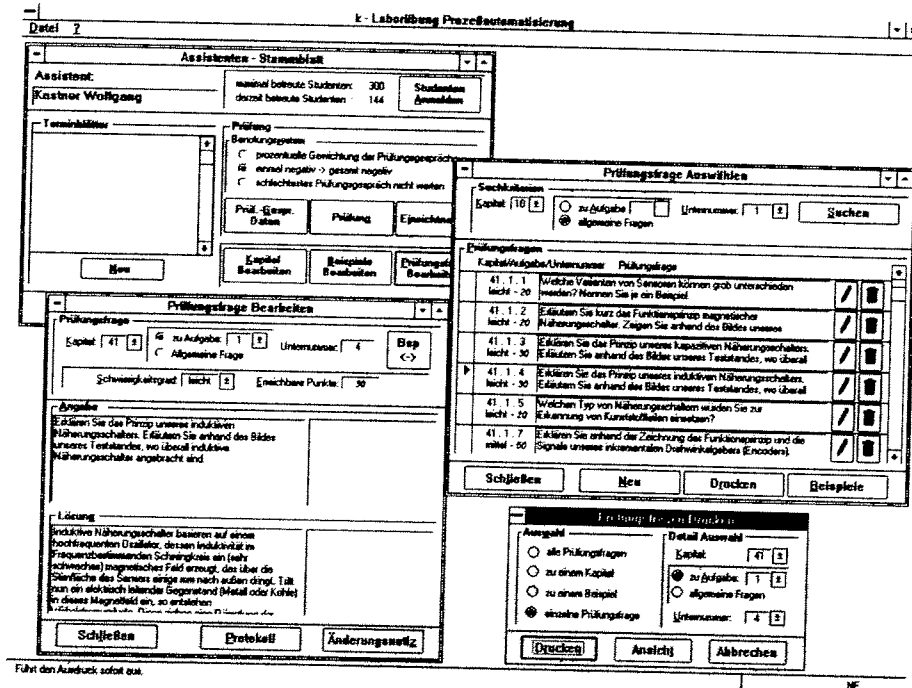 k - Laborübung Prozeßautomatisierung
Datei ?
Assistenten - Stammblatt
Assistent:
Kastner Wolfgang
maximal betreute Studenten: 300
derzeit betreute Studenten: 144
Studenten
Anmelden
Terminblätter
Neu
Prüfung
Benotungssystem
prozentuelle Gewichtung der Prüfungsgespräche
einmal negativ -> gesamt negativ
schlechtestes Prüfungsgespräch nicht werten
Prüf.-Gespr.
Daten
Prüfung
Einrichtu
Kapitel
Bearbeiten
Beispiele
Bearbeiten
Prüfungsf
Bearbeit
Prüfungsfrage Auswählen
Suchkriterien
Kapitel: 10
zu Aufgabe
allgemeine Fragen
Unternummer: 1
Suchen
Prüfungsfragen
Kapitel/Aufgabe/Unternummer Prüfungsfrage
41 . 1 . 1 Welche Varianten von Sensoren können grob unterschieden
leicht - 20 werden? Nennen Sie je ein Beispiel.
41 . 1 . 2 Erläutern Sie kurz das Funktionsprinzip magnetischer
leicht - 20 Näherungsschalter. Zeigen Sie anhand des Bildes unseres
41 . 1 . 3 Erklären Sie das Prinzip unseres kapazitiven Näherungsschalters.
leicht - 30 Erläutern Sie anhand des Bildes unseres Teststandes, wo überall
41 . 1 . 4 Erklären Sie das Prinzip unseres induktiven Näherungsschalters.
leicht - 30 Erläutern Sie anhand des Bildes unseres Teststandes, wo überall
41 . 1 . 5 Welchen Typ von Näherungsschaltern würden Sie zur
leicht - 20 Erkennung von Kunststoffteilen einsetzen?
41 . 1 . 7 Erklären Sie anhand der Zeichnung das Funktionsprinzip und die
mittel - 50 Signale unseres inkrementalen Drehwinkelgebers (Encoders).
Schließen
Neu
Drucken
Beispiele
Prüfungsfrage Bearbeiten
Prüfungsfrage
Kapitel: 41
zu Aufgabe: 1
Allgemeine Frage
Unternummer: 4
Bsp
<->
Schwierigkeitsgrad: leicht
Erreichbare Punkte: 30
Angabe
Erklären Sie das Prinzip unseres induktiven
Näherungsschalters. Erläutern Sie anhand des Bildes
unseres Teststandes, wo überall induktive
Näherungsschalter angebracht sind.
Lösung
Induktive Näherungsschalter basieren auf einem
hochfrequenten Oszillator, dessen Induktivität im
Frequenzbestimmenden Schwingkreis ein (sehr
schwaches) magnetisches Feld erzeugt, das über die
Stirnfläche des Sensors einige mm nach außen dringt. Tritt
nun ein elektrisch leitender Gegenstand (Metall oder Kohle)
in dieses Magnetfeld ein, so entstehen
Schließen
Protokoll
Änderungsnotiz
Prüfungsfragen Drucken
Auswahl
alle Prüfungsfragen
zu einem Kapitel
zu einem Beispiel
einzelne Prüfungsfrage
Detail Auswahl
Kapitel: 41
zu Aufgabe: 1
allgemeine Fragen
Unternummer: 4
Drucken
Ansicht
Abbrechen
Führt den Ausdruck sofort aus.
NF